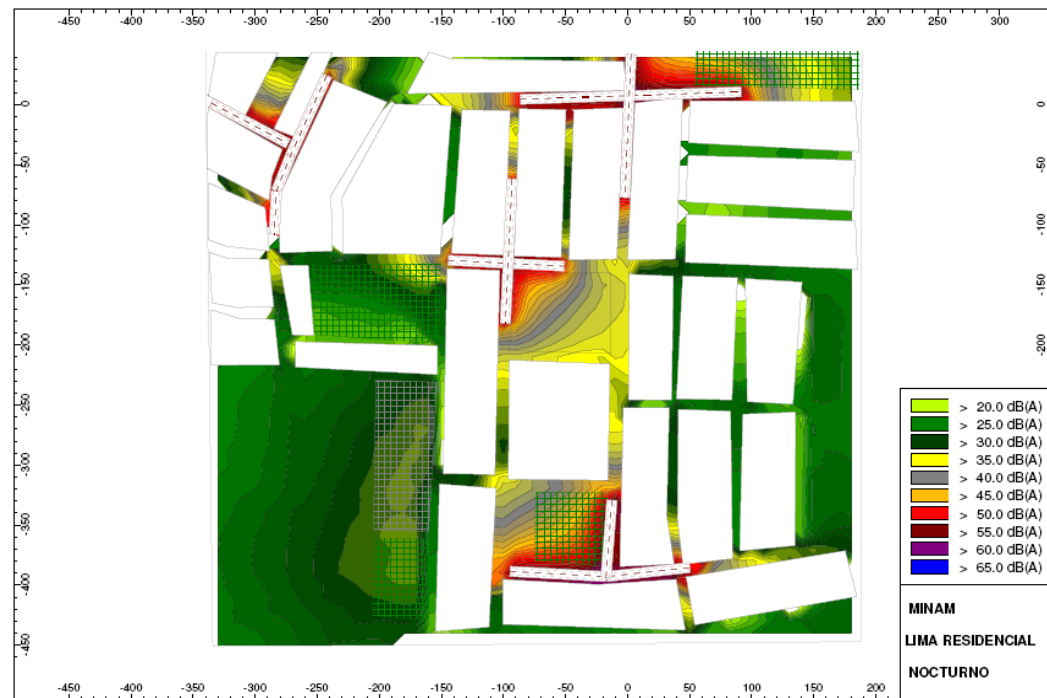 -450 -400 -350 -300 -250 -200 -150 -100 -50 0 50 100 150 200 250 300
0
-50
-100
-150
-200
-250
-300
-350
-400
-450
0
-50
-100
-150
-200
> 20.0 dB(A)
> 25.0 dB(A)
> 30.0 dB(A)
> 35.0 dB(A)
> 40.0 dB(A)
> 45.0 dB(A)
> 50.0 dB(A)
> 55.0 dB(A)
> 60.0 dB(A)
> 65.0 dB(A)
MINAM
LIMA RESIDENCIAL
NOCTURNO
-450 -400 -350 -300 -250 -200 -150 -100 -50 0 50 100 150 200